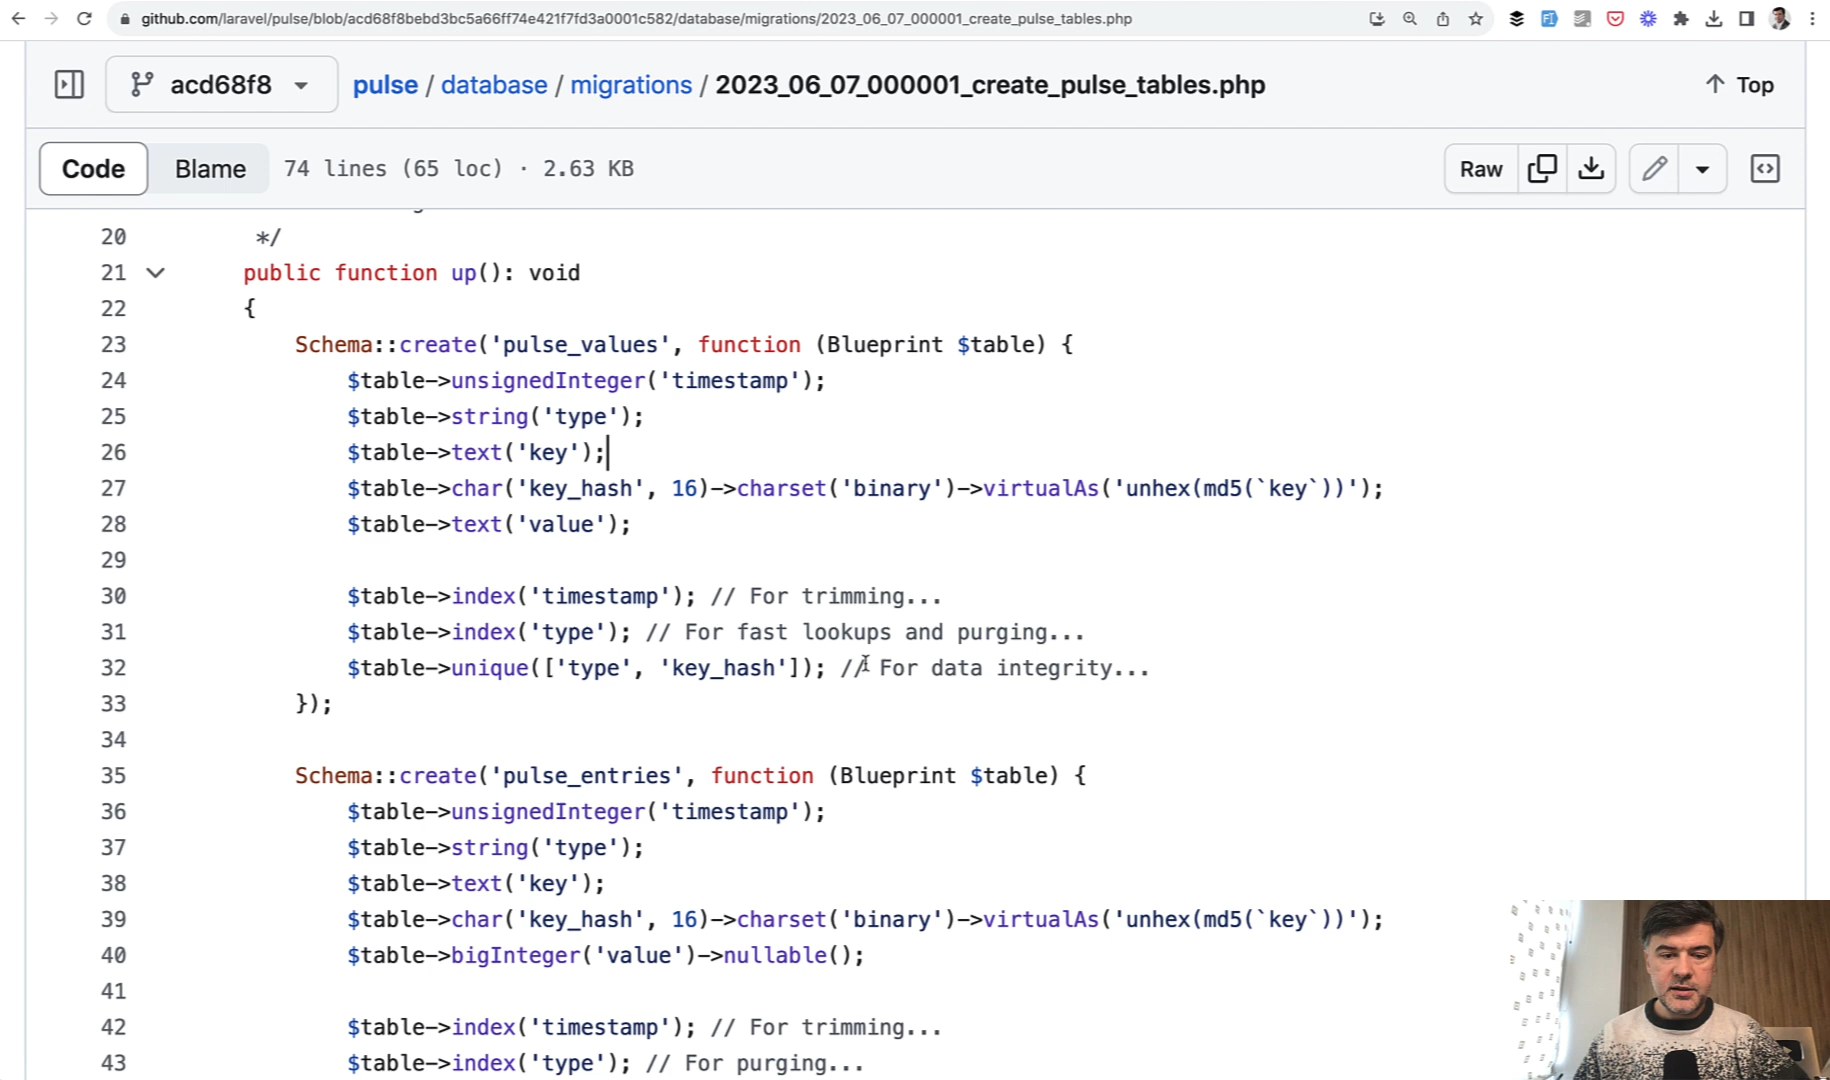 github.com/laravel/pulse/blob/acd68f8bebd3bc5a66ff74e421f7fd3a0001c582/database/migrations/2023_06_07_000001_create_pulse_tables.php
acd68f8 pulse / database / migrations / 2023_06_07_000001_create_pulse_tables.php Top
Code Blame 74 lines (65 loc) · 2.63 KB Raw
20 */
21 public function up(): void
22 {
23 Schema::create('pulse_values', function (Blueprint $table) {
24 $table->unsignedInteger('timestamp');
25 $table->string('type');
26 $table->text('key');
27 $table->char('key_hash', 16)->charset('binary')->virtualAs('unhex(md5(`key`))');
28 $table->text('value');
29
30 $table->index('timestamp'); // For trimming...
31 $table->index('type'); // For fast lookups and purging...
32 $table->unique(['type', 'key_hash']); // For data integrity...
33 });
34
35 Schema::create('pulse_entries', function (Blueprint $table) {
36 $table->unsignedInteger('timestamp');
37 $table->string('type');
38 $table->text('key');
39 $table->char('key_hash', 16)->charset('binary')->virtualAs('unhex(md5(`key`))');
40 $table->bigInteger('value')->nullable();
41
42 $table->index('timestamp'); // For trimming...
43 $table->index('type'); // For purging...